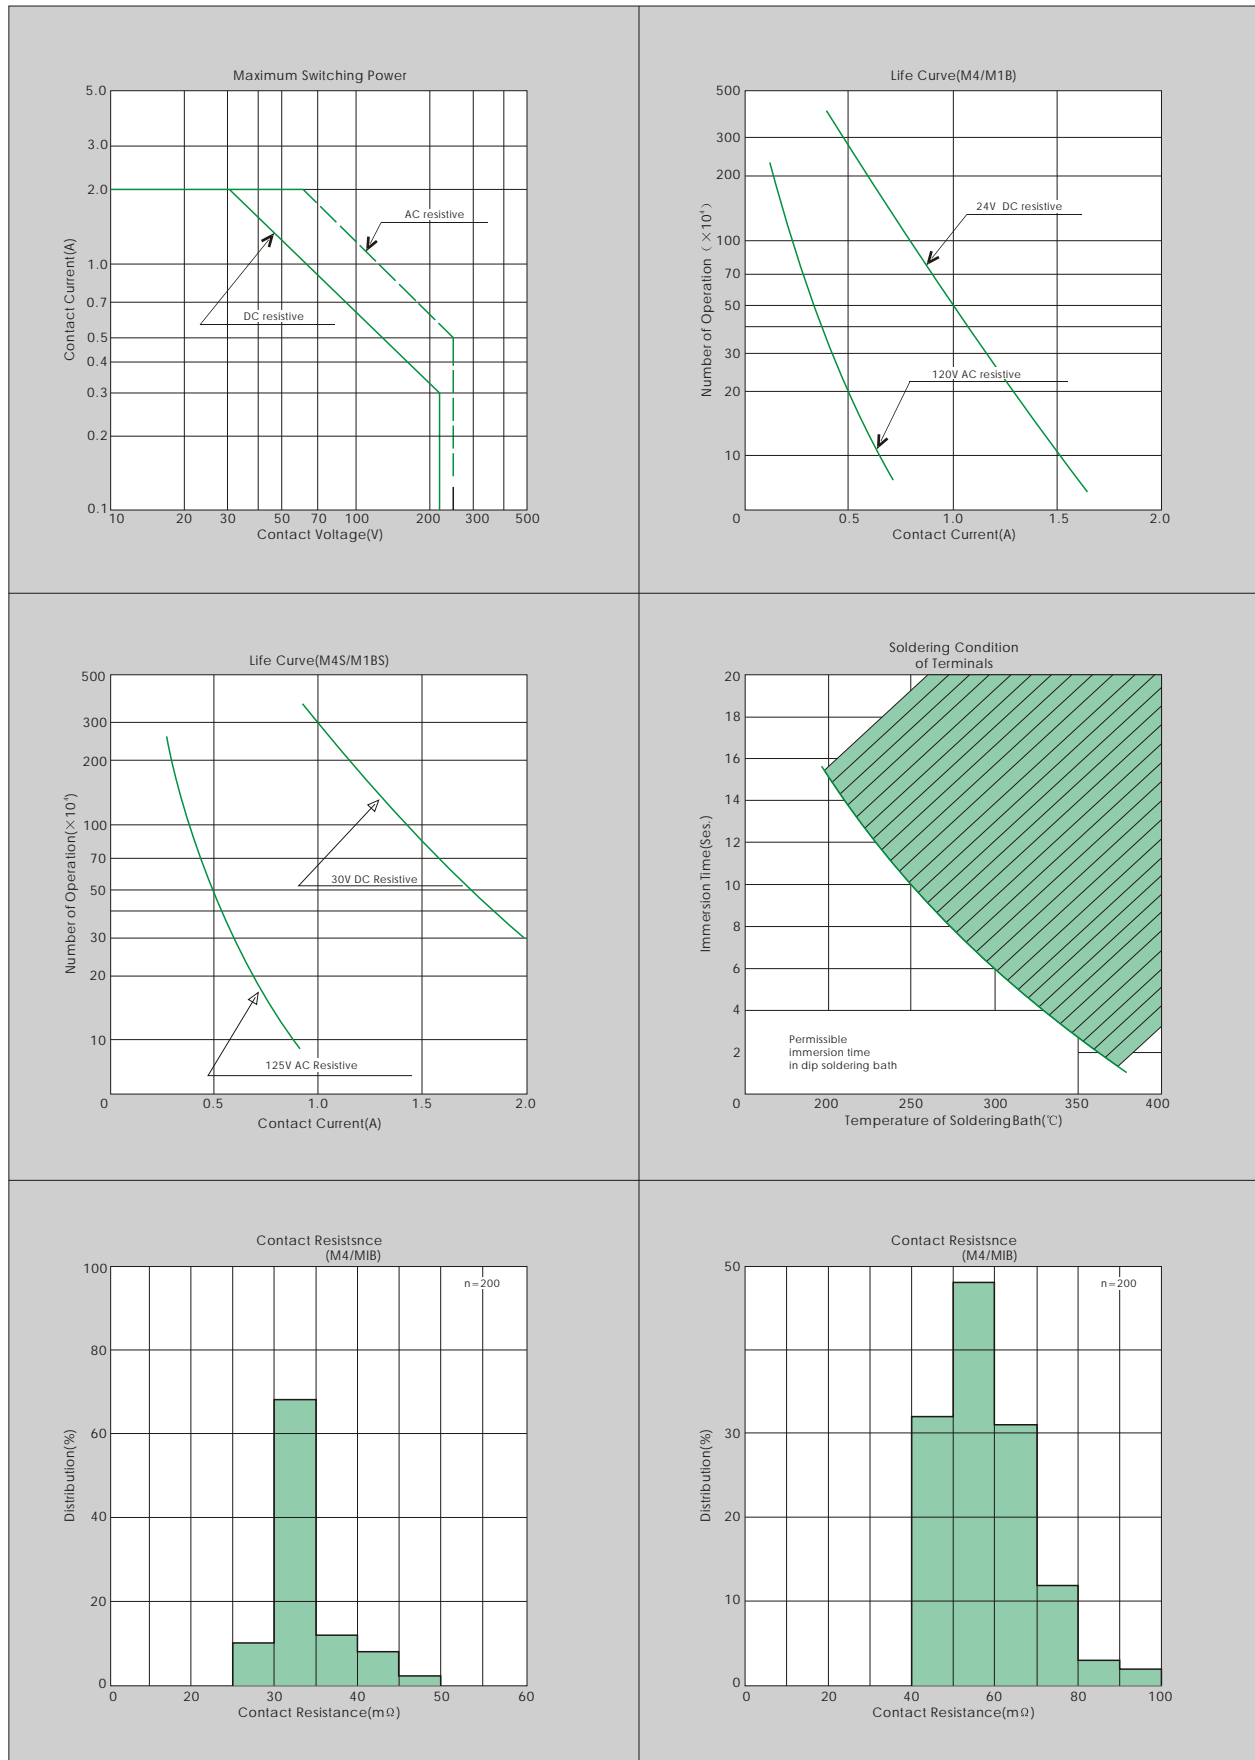 Maximum Switching Power
5.0
3.0
2.0
1.0
0.7
0.5
0.4
0.3
0.2
0.1
Contact Current(A)
AC resistive
DC resistive
10 20 30 50 70 100 200 300 500
Contact Voltage(V)
Life Curve(M4/M1B)
500
300
200
100
70
50
30
20
10
Number of Operation (×10⁴)
24V DC resistive
120V AC resistive
0 0.5 1.0 1.5 2.0
Contact Current(A)
Life Curve(M4S/M1BS)
500
300
200
100
70
50
30
20
10
Number of Operation(×10⁴)
30V DC Resistive
125V AC Resistive
0 0.5 1.0 1.5 2.0
Contact Current(A)
Soldering Condition
of Terminals
20
18
16
14
12
10
8
6
4
2
Immersion Time(Ses.)
Permissible
immersion time
in dip soldering bath
0 200 250 300 350 400
Temperature of SolderingBath(℃)
Contact Resistsnce
(M4/MIB)
100
80
60
40
20
0
Distribution(%)
n=200
0 20 30 40 50 60
Contact Resistance(mΩ)
Contact Resistsnce
(M4/MIB)
50
30
20
10
0
Distribution(%)
n=200
0 20 40 60 80 100
Contact Resistance(mΩ)